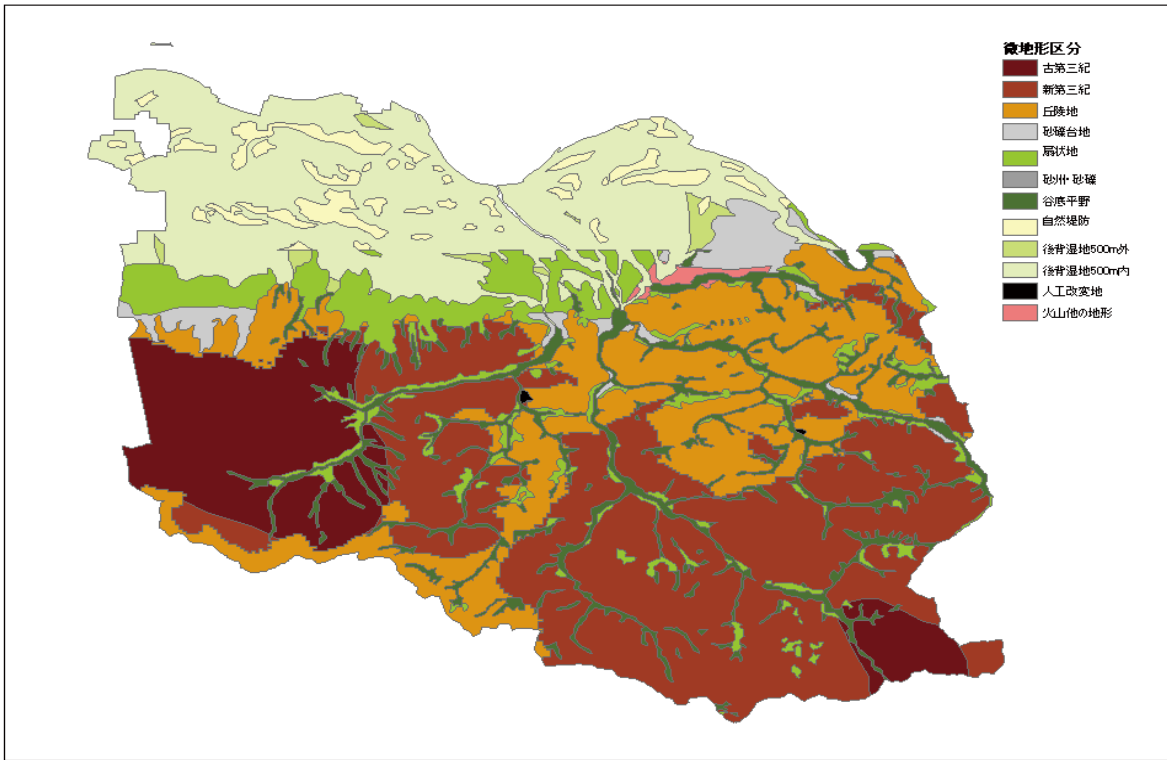 微地形区分
古第三紀
新第三紀
丘陵地
砂礫台地
扇状地
砂州・砂礫
谷底平野
自然堤防
後背湿地500m外
後背湿地500m内
人工改変地
火山他の地形